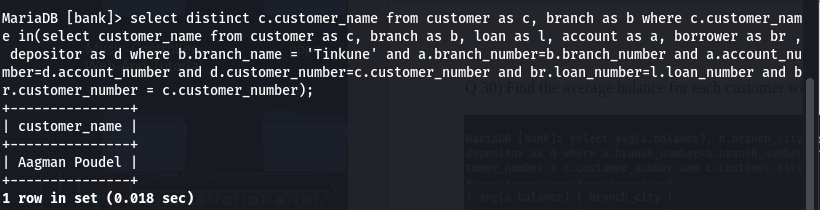 MariaDB [bank]> select distinct c.customer_name from customer as c, branch as b where c.customer_nam
e in(select customer_name from customer as c, branch as b, loan as l, account as a, borrower as br ,
 depositor as d where b.branch_name = 'Tinkune' and a.branch_number=b.branch_number and a.account_nu
mber=d.account_number and d.customer_number=c.customer_number and br.loan_number=l.loan_number and b
r.customer_number = c.customer_number);
Q 30) Find the average balance for each customer wh
+---------------+
| customer_name |
+---------------+
| Aagman Poudel |
+---------------+
1 row in set (0.018 sec)
MariaDB [bank]> select avg(a.balance), b.branch_city
depositor as d where a.branch_number=b.branch_number
tomer_number = c.customer_number and c.customer_city
| avg(a.balance) | branch_city |